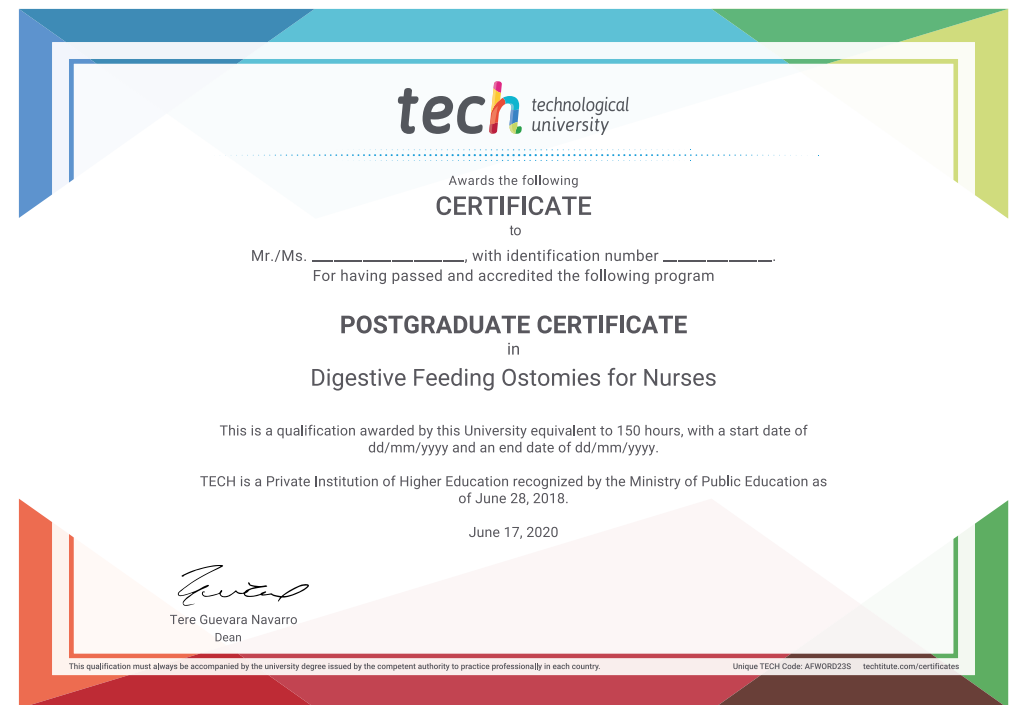 tech technological
university
Awards the following
CERTIFICATE
to
Mr./Ms. ________________, with identification number ____________.
For having passed and accredited the following program
POSTGRADUATE CERTIFICATE
in
Digestive Feeding Ostomies for Nurses
This is a qualification awarded by this University equivalent to 150 hours, with a start date of
dd/mm/yyyy and an end date of dd/mm/yyyy.
TECH is a Private Institution of Higher Education recognized by the Ministry of Public Education as
of June 28, 2018.
June 17, 2020
Tere Guevara Navarro
Dean
This qualification must always be accompanied by the university degree issued by the competent authority to practice professionally in each country.
Unique TECH Code: AFWORD23S techtitute.com/certificates